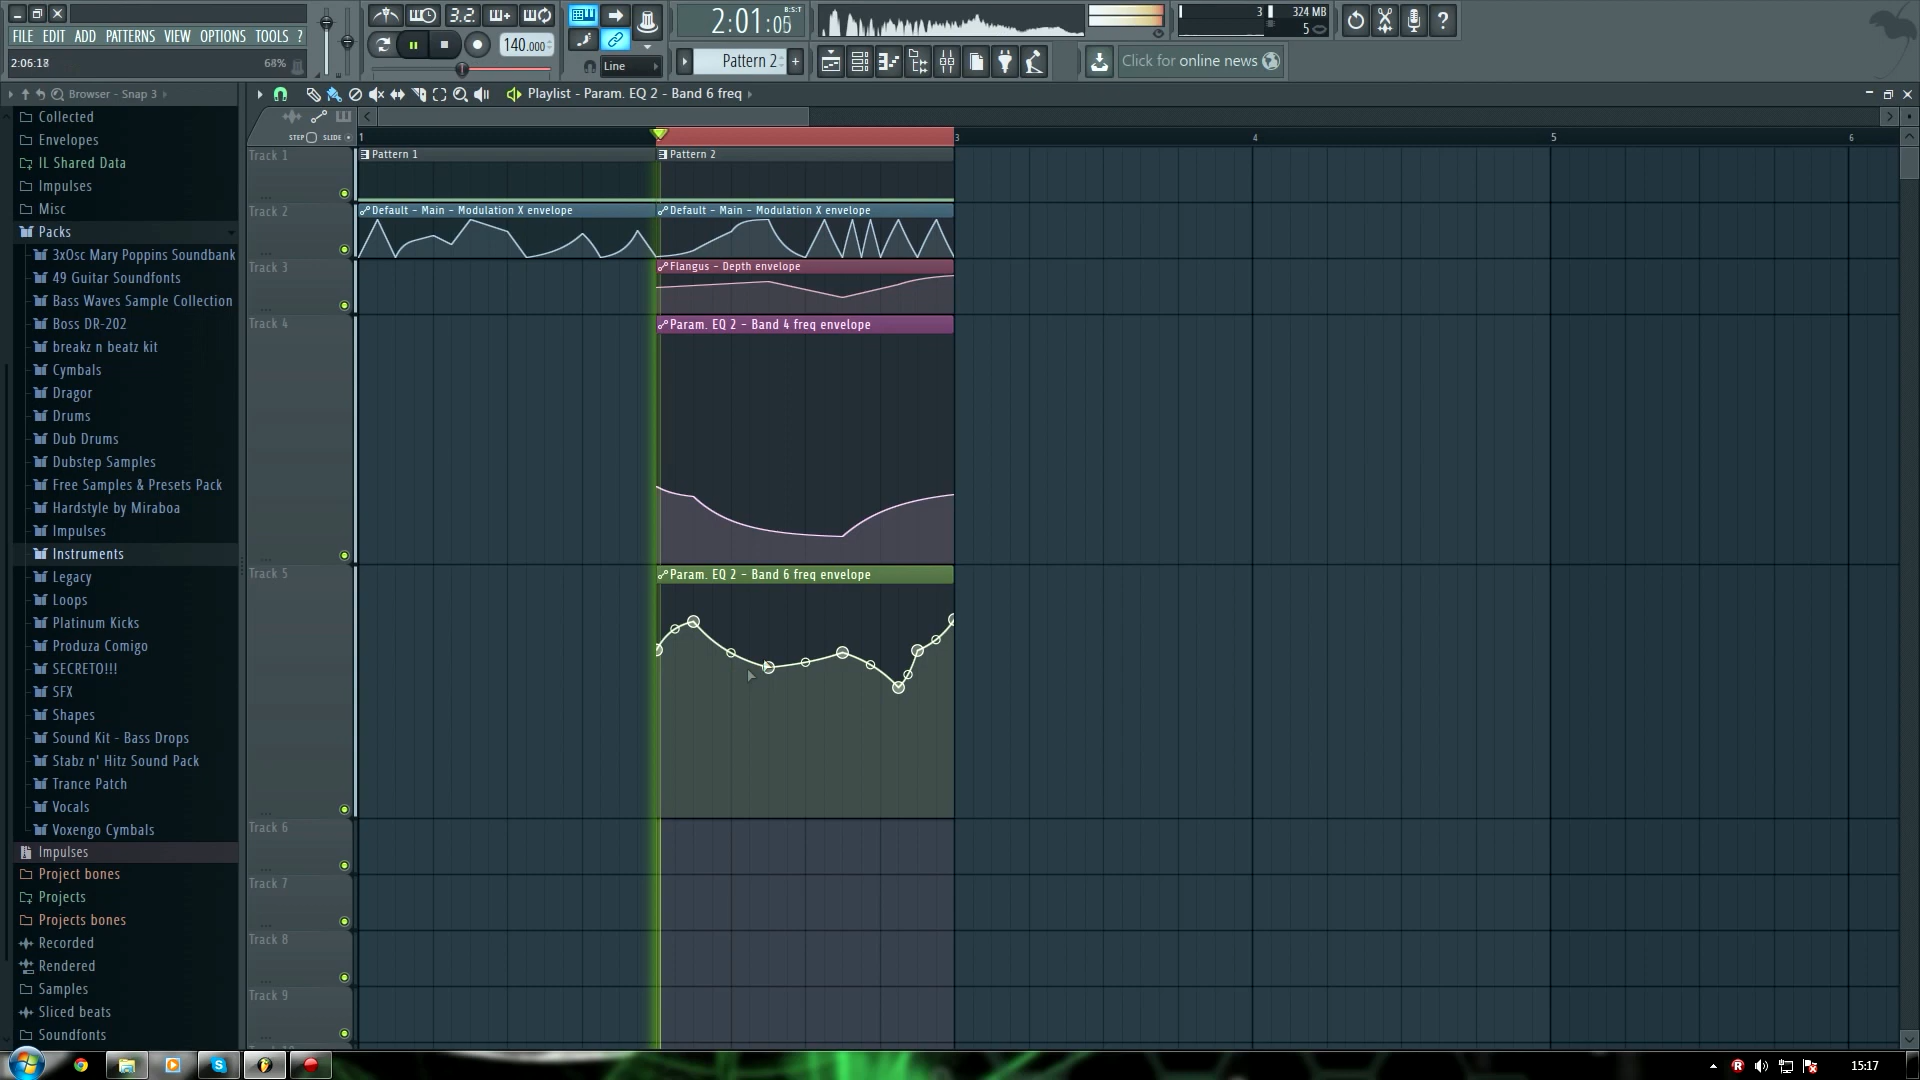 FILE EDIT ADD PATTERNS VIEW OPTIONS TOOLS ?
2:06:18 68%
3.2.
140.000
Line
2:01:05 B:S:T
Pattern 2 +
3 324 MB
5
?
Click for online news
Browser - Snap 3
Playlist - Param. EQ 2 - Band 6 freq
STEP SLIDE
1 3 4 5 6
Collected
Envelopes
IL Shared Data
Impulses
Misc
Packs
3xOsc Mary Poppins Soundbank
49 Guitar Soundfonts
Bass Waves Sample Collection
Boss DR-202
breakz n beatz kit
Cymbals
Dragor
Drums
Dub Drums
Dubstep Samples
Free Samples & Presets Pack
Hardstyle by Miraboa
Impulses
Instruments
Legacy
Loops
Platinum Kicks
Produza Comigo
SECRETO!!!
SFX
Shapes
Sound Kit - Bass Drops
Stabz n' Hitz Sound Pack
Trance Patch
Vocals
Voxengo Cymbals
Impulses
Project bones
Projects
Projects bones
Recorded
Rendered
Samples
Sliced beats
Soundfonts
Track 1
Pattern 1
Pattern 2
Track 2
Default - Main - Modulation X envelope
Default - Main - Modulation X envelope
Track 3
Flangus - Depth envelope
Track 4
Param. EQ 2 - Band 4 freq envelope
Track 5
Param. EQ 2 - Band 6 freq envelope
Track 6
Track 7
Track 8
Track 9
15:17